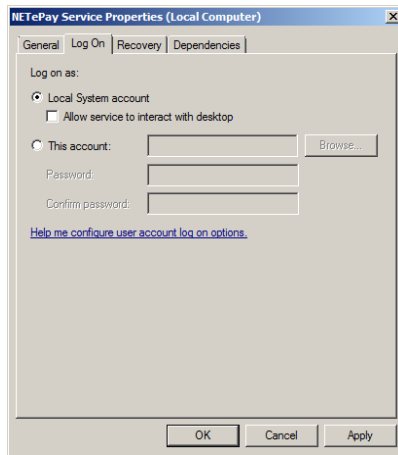 NETePay Service Properties (Local Computer)
General Log On Recovery Dependencies
Log on as:
Local System account
Allow service to interact with desktop
This account:
Browse...
Password:
Confirm password:
Help me configure user account log on options.
OK Cancel Apply